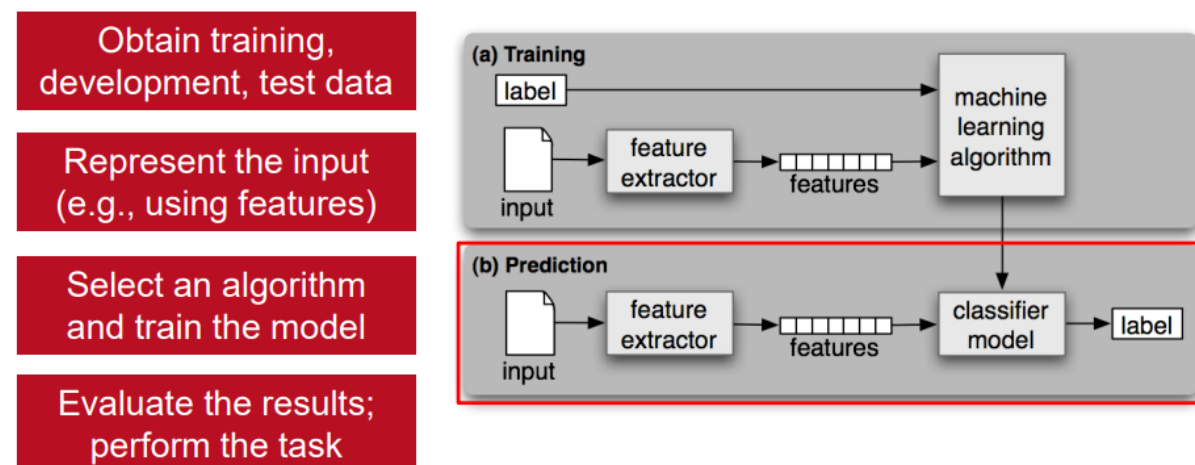 Obtain training,
development, test data
Represent the input
(e.g., using features)
Select an algorithm
and train the model
Evaluate the results;
perform the task
(a) Training
label
input
feature
extractor
features
machine
learning
algorithm
(b) Prediction
input
feature
extractor
features
classifier
model
label